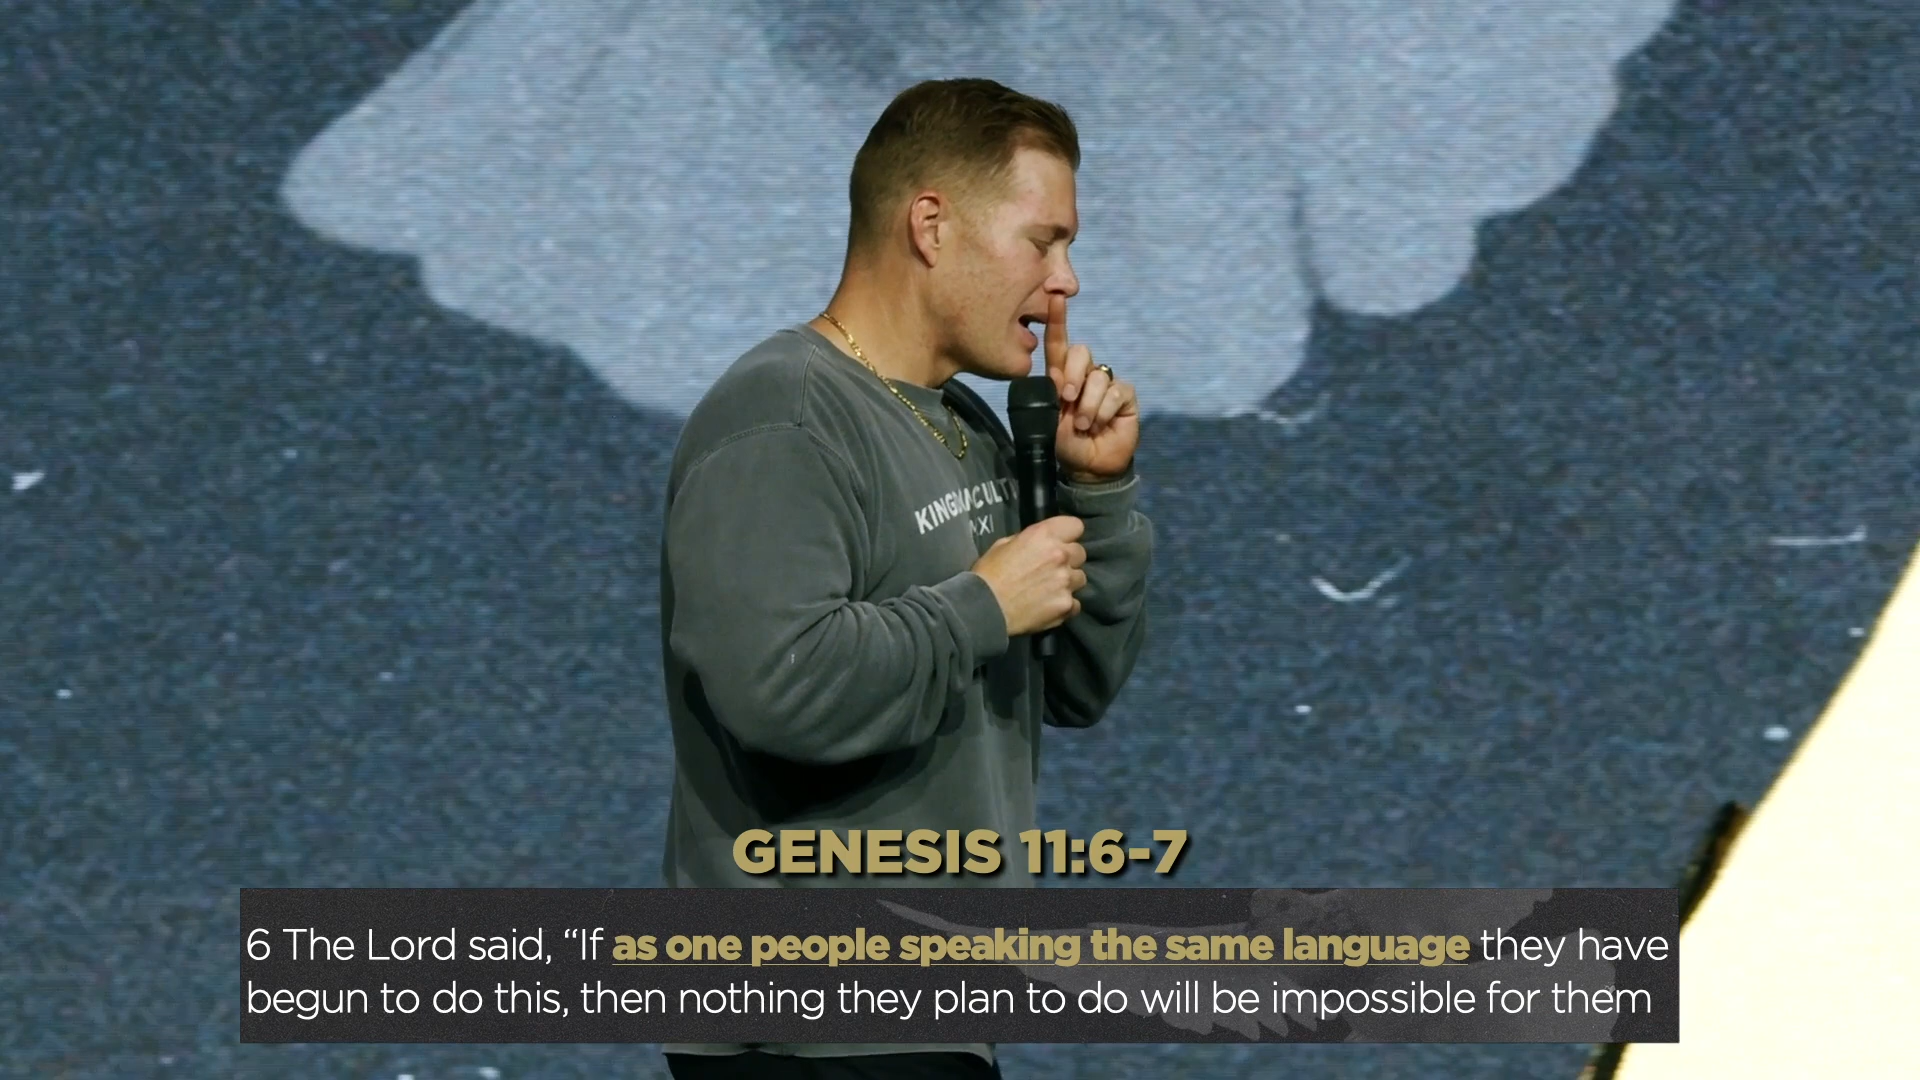 GENESIS 11:6-7
6 The Lord said, “If as one people speaking the same language they have
begun to do this, then nothing they plan to do will be impossible for them